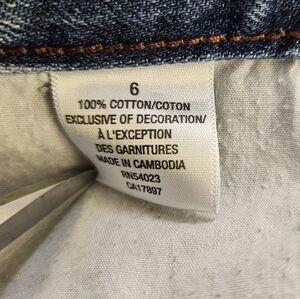 6
100% COTTON/COTON
EXCLUSIVE OF DECORATION/
À L'EXCEPTION
DES GARNITURES
MADE IN CAMBODIA
RN54023
CA17897